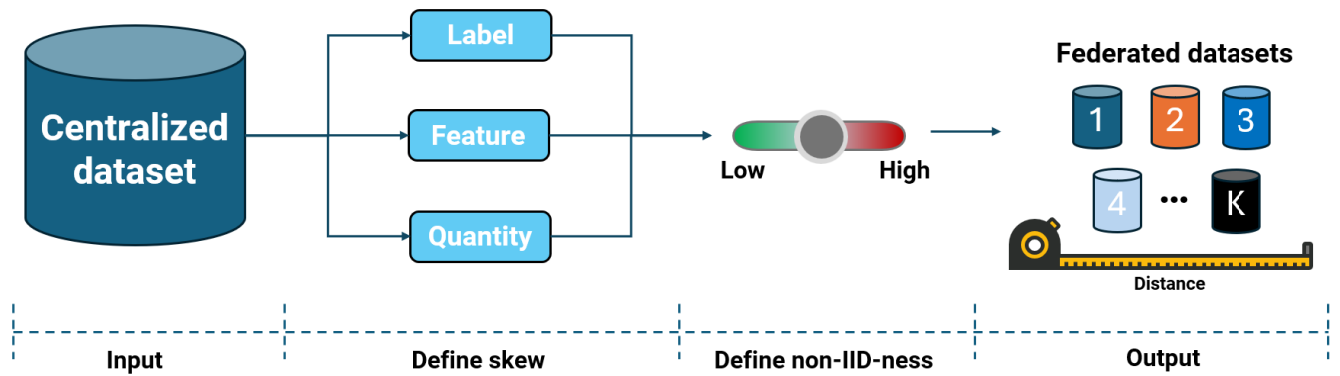 Centralized
dataset
Label
Feature
Quantity
Low
High
Federated datasets
1
2
3
4
...
K
Distance
Input
Define skew
Define non-IID-ness
Output